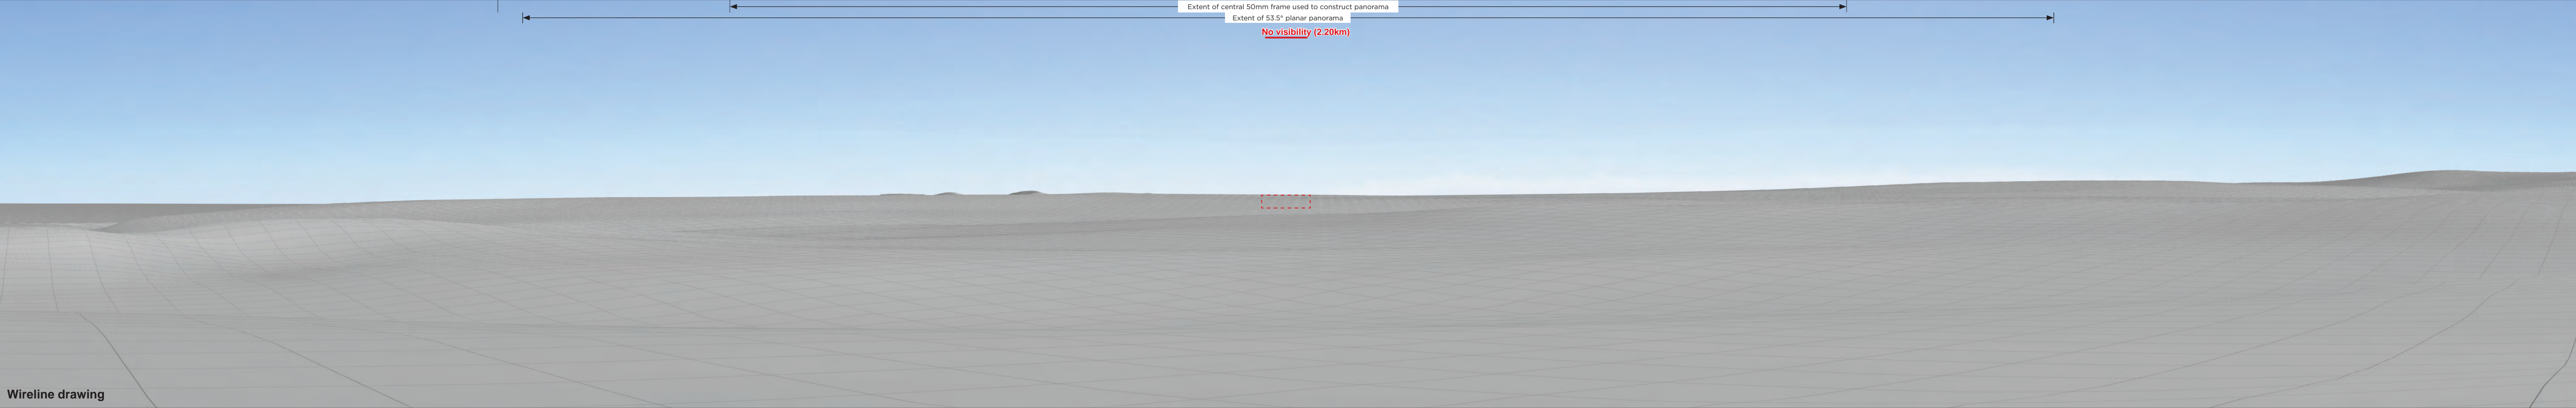 Extent of central 50mm frame used to construct panorama
Extent of 53.5° planar panorama
No visibility (2.20km)
Wireline drawing